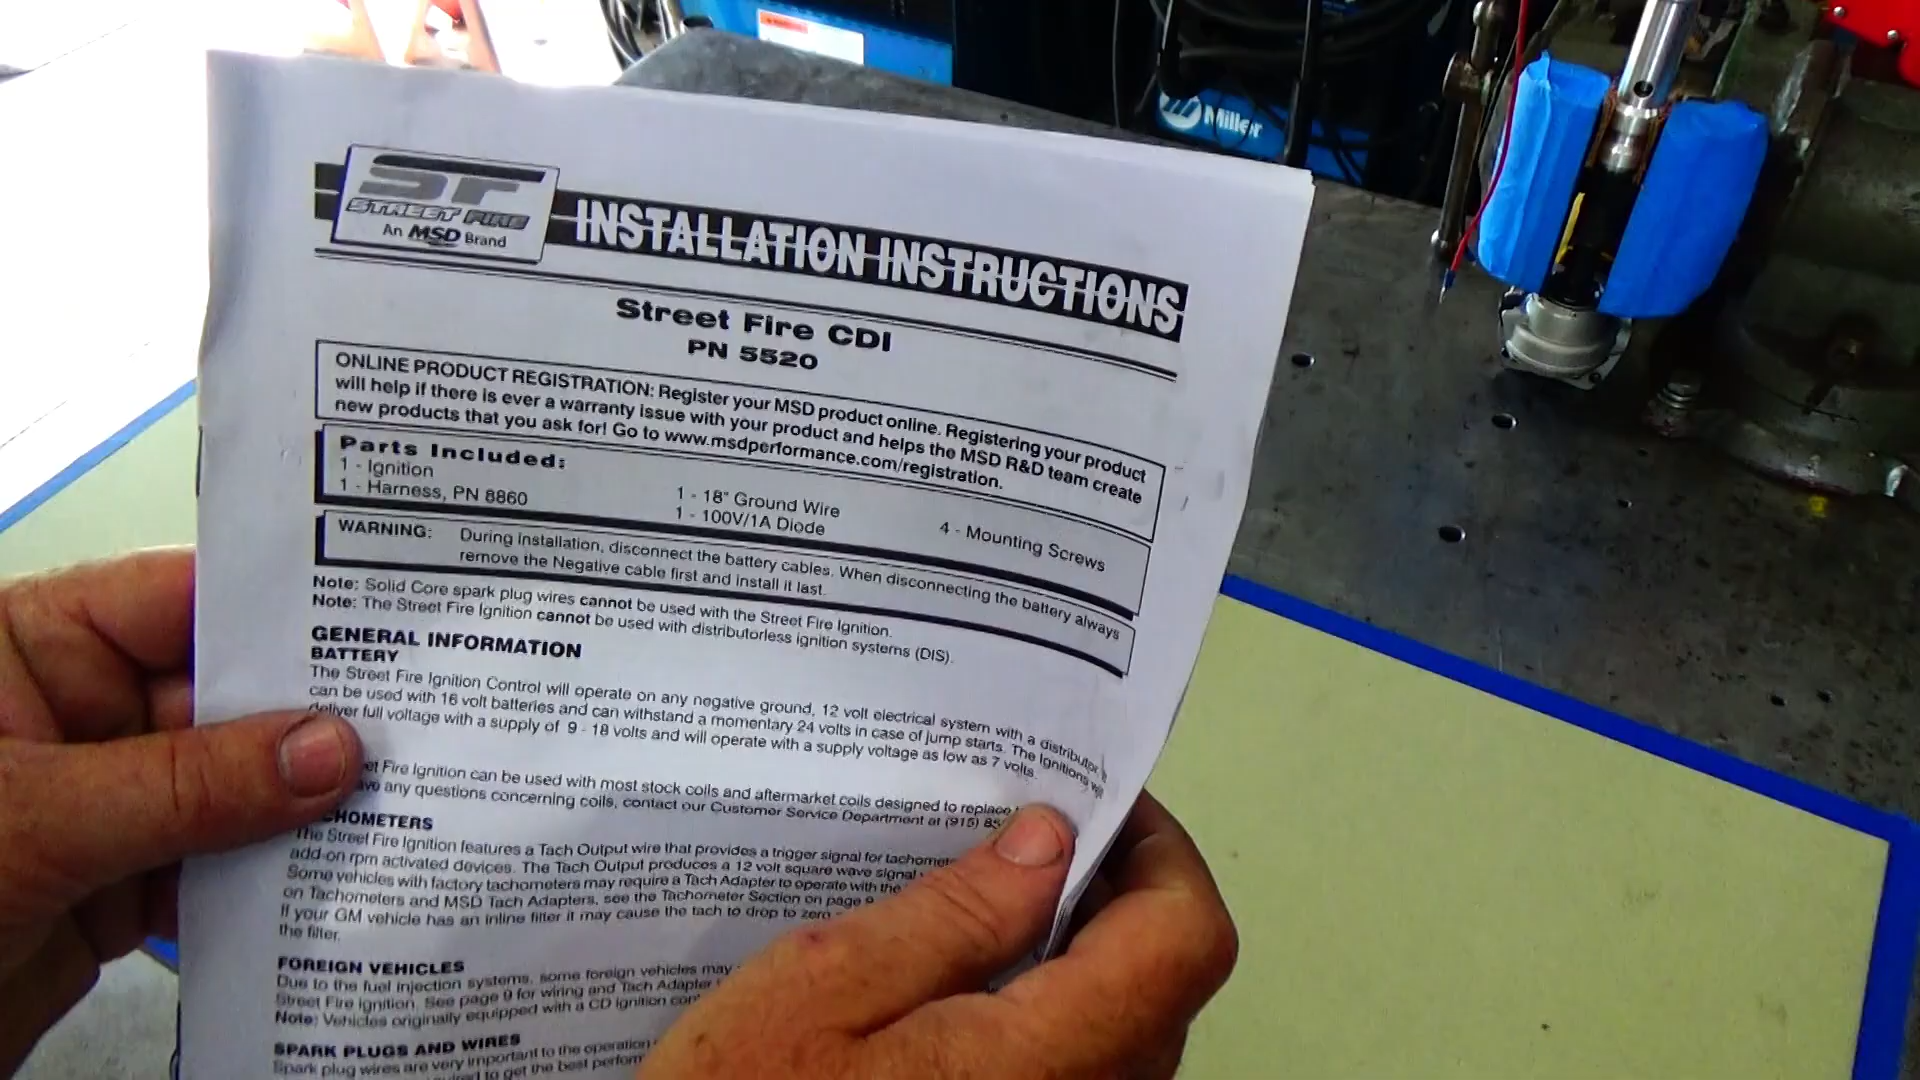 Miller
STREET FIRE
An MSD Brand
INSTALLATION INSTRUCTIONS
Street Fire CDI
PN 5520
ONLINE PRODUCT REGISTRATION: Register your MSD product online. Registering your product
will help if there is ever a warranty issue with your product and helps the MSD R&D team create
new products that you ask for! Go to www.msdperformance.com/registration.
Parts Included:
1 - Ignition
1 - Harness, PN 8860
1 - 18" Ground Wire
1 - 100V/1A Diode
4 - Mounting Screws
WARNING: During installation, disconnect the battery cables. When disconnecting the battery always
remove the Negative cable first and install it last.
Note: Solid Core spark plug wires cannot be used with the Street Fire Ignition.
Note: The Street Fire Ignition cannot be used with distributorless ignition systems (DIS).
GENERAL INFORMATION
BATTERY
The Street Fire Ignition Control will operate on any negative ground, 12 volt electrical system with a distributor.
can be used with 16 volt batteries and can withstand a momentary 24 volts in case of jump starts. The Ignitions
deliver full voltage with a supply of 9 - 18 volts and will operate with a supply voltage as low as 7 volts.
Fire Ignition can be used with most stock coils and aftermarket coils designed to replace
any questions concerning coils, contact our Customer Service Department at (915)
The Street Fire Ignition features a Tach Output wire that provides a trigger signal for
add-on rpm activated devices. The Tach Output produces a 12 volt square wave signal
Some vehicles with factory tachometers may require a Tach Adapter to operate with the
on Tachometers and MSD Tach Adapters, see the Tachometer Section on page 9
If your GM vehicle has an inline filter it may cause the tach to drop to zero
the filter.
FOREIGN VEHICLES
Due to the fuel injection systems, some foreign vehicles may
Street Fire Ignition. See page 9 for wiring and Tach Adapter
Note: Vehicles originally equipped with a CD ignition
SPARK PLUGS AND WIRES
Spark plug wires are very important to the operation
to get the best